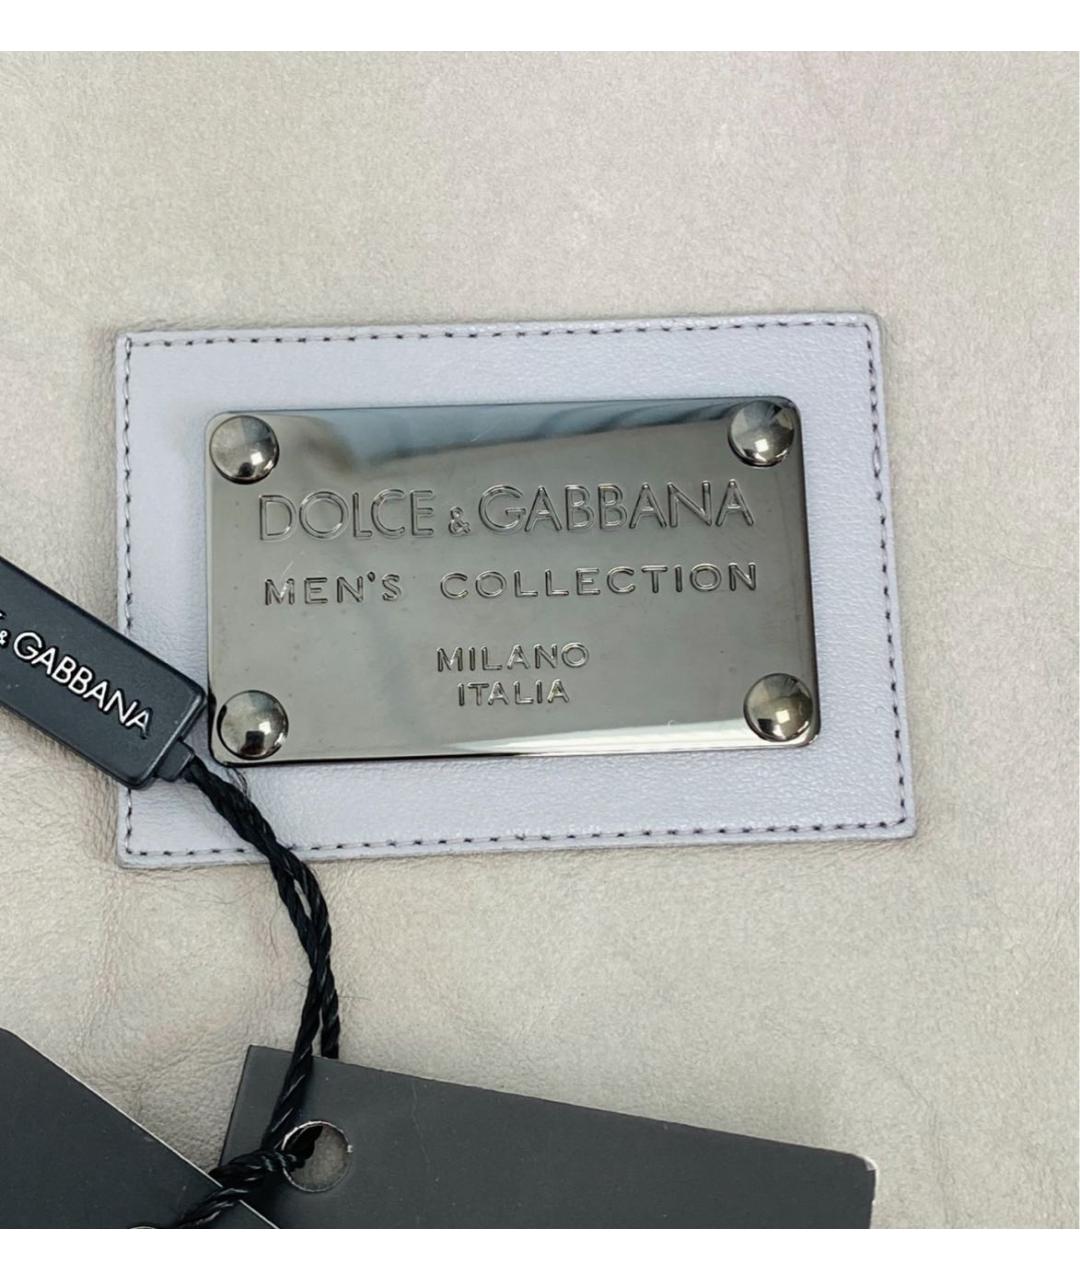 DOLCE & GABBANA
MEN'S COLLECTION
MILANO
ITALIA
& GABBANA